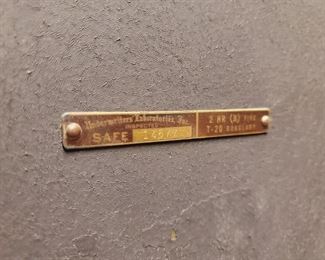 Underwriters' Laboratories, Inc.
INSPECTED
SAFE
2 HR (A) FIRE
T-20 BURGLARY